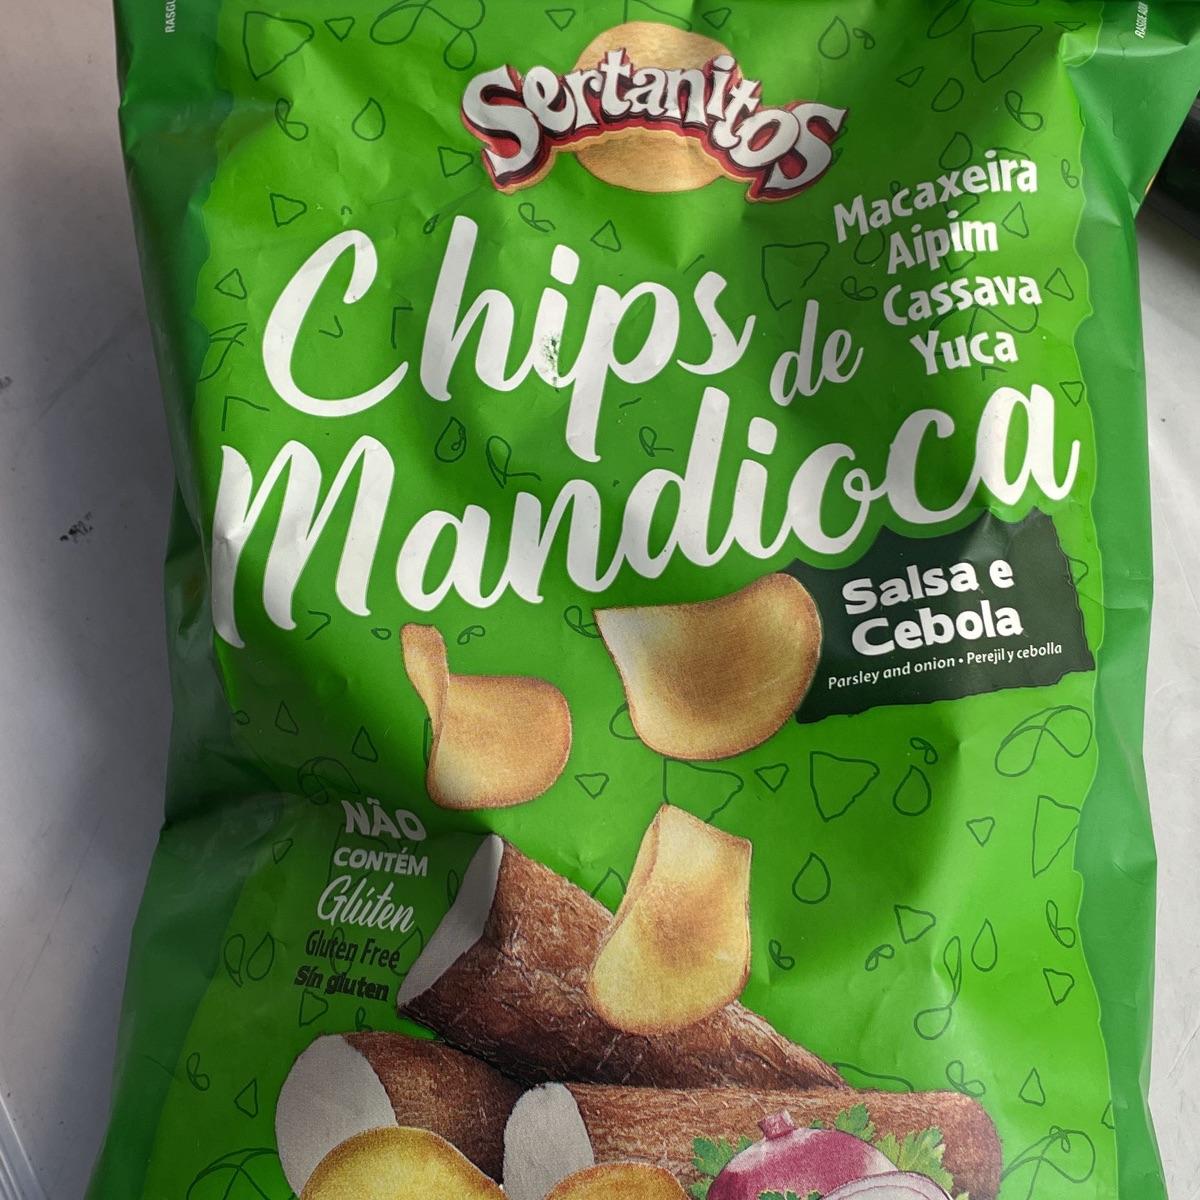 Sertanitos
Macaxeira
Aipim
Cassava
Yuca
Chips de
Mandioca
Salsa e
Cebola
Parsley and onion • Perejil y cebolla
NÃO
CONTÉM
Glúten
Gluten Free
Sin gluten